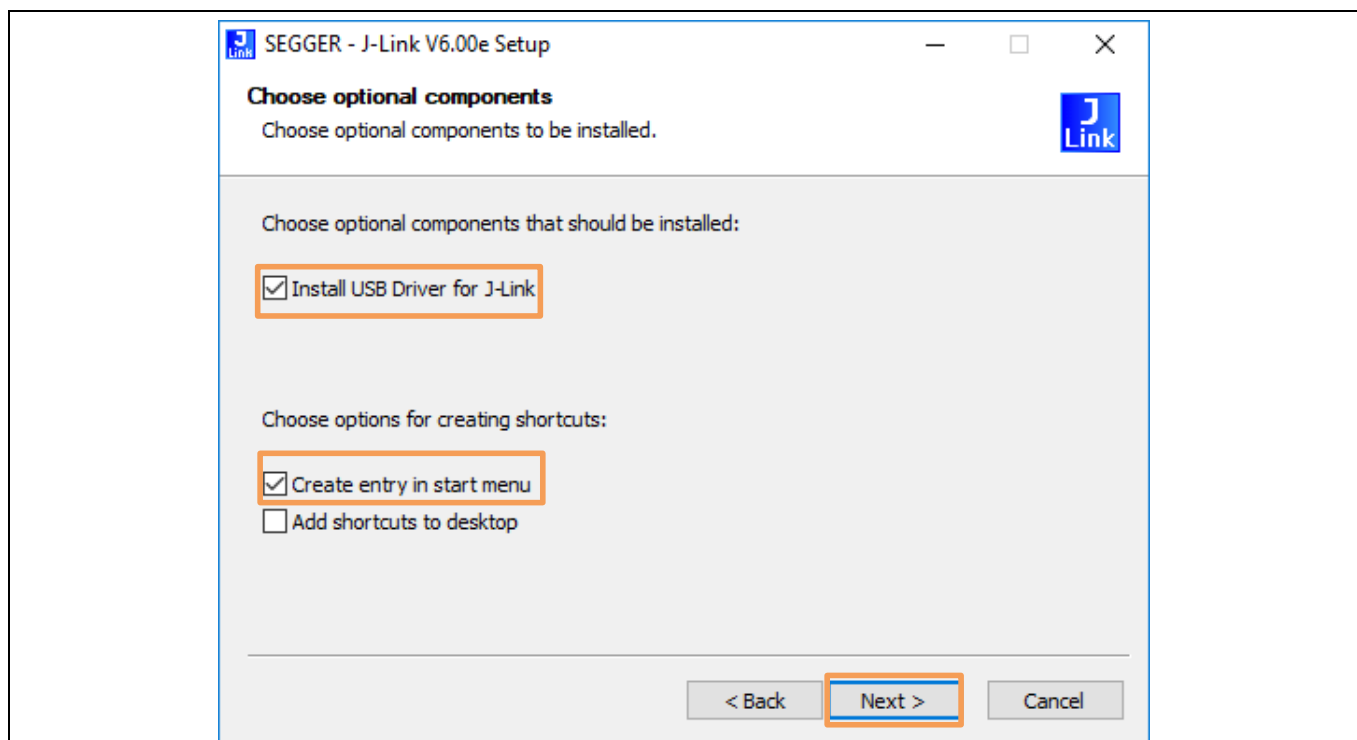 J
Link
SEGGER - J-Link V6.00e Setup
Choose optional components
Choose optional components to be installed.
J
Link
Choose optional components that should be installed:
Install USB Driver for J-Link
Choose options for creating shortcuts:
Create entry in start menu
Add shortcuts to desktop
< Back Next > Cancel